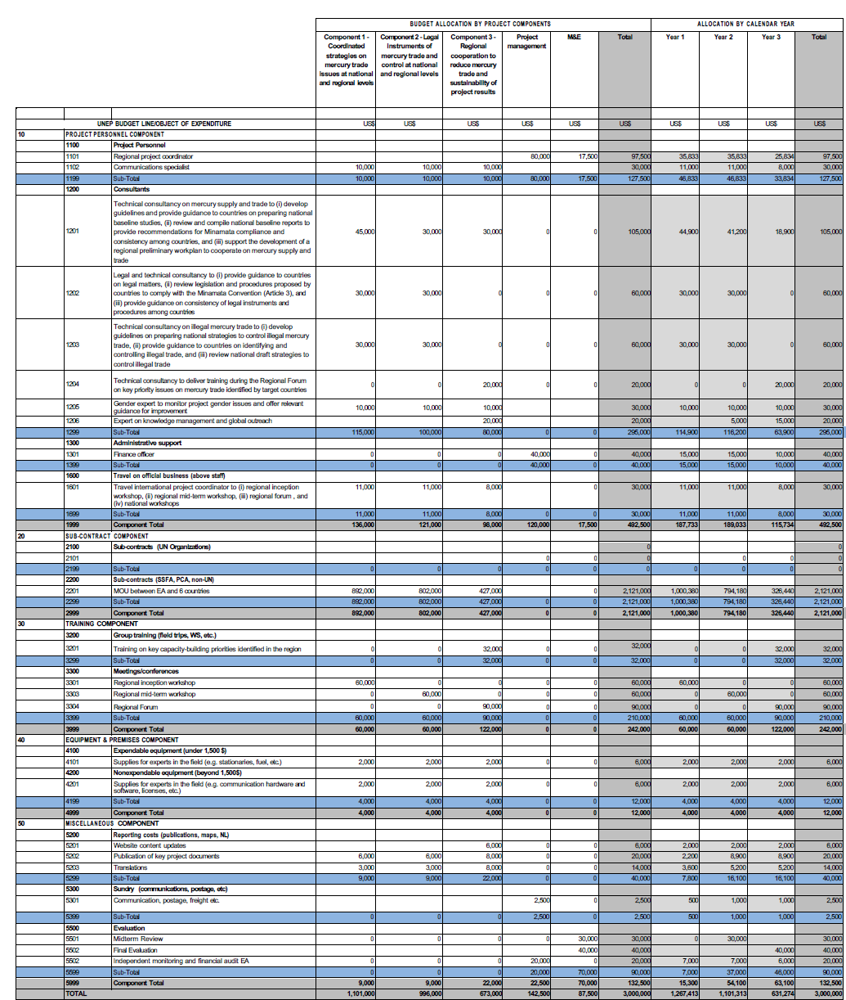 BUDGET ALLOCATION BY PROJECT COMPONENTS ALLOCATION BY CALENDAR YEAR
Component 1 - Coordinated strategies on mercury trade issues at national and regional levels
Component 2 - Legal instruments of mercury trade and control at national and regional levels
Component 3 - Regional cooperation to reduce mercury trade and sustainability of project results
Project management
M&E
Total
Year 1
Year 2
Year 3
Total
UNEP BUDGET LINE/OBJECT OF EXPENDITURE US$ US$ US$ US$ US$ US$ US$ US$ US$ US$
10 PROJECT PERSONNEL COMPONENT
1100 Project Personnel
1101 Regional project coordinator 80,000 17,500 97,500 35,833 35,833 25,834 97,500
1102 Communications specialist 10,000 10,000 10,000 30,000 11,000 11,000 8,000 30,000
1199 Sub-Total 10,000 10,000 10,000 80,000 17,500 127,500 46,833 46,833 33,834 127,500
1200 Consultants
Technical consultancy on mercury supply and trade to (i) develop
guidelines and provide guidance to countries on preparing national
baseline studies, (ii) review and compile national baseline reports to
1201 provide recommendations for Minamata compliance and 45,000 30,000 30,000 0 0 105,000 44,900 41,200 18,900 105,000
consistency among countries, and (iii) support the development of a
regional preliminary workplan to cooperate on mercury supply and
trade
Legal and technical consultancy to (i) provide guidance to countries
on legal matters, (ii) review legislation and procedures proposed by
1202 countries to comply with the Minamata Convention (Article 3), and 30,000 30,000 0 0 0 60,000 30,000 30,000 0 60,000
(iii) provide guidance on consistency of legal instruments and
procedures among countries
Technical consultancy on illegal mercury trade to (i) develop
guidelines on preparing national strategies to control illegal mercury
1203 trade, (ii) provide guidance to countries on identifying and 30,000 30,000 0 0 0 60,000 30,000 30,000 0 60,000
controlling illegal trade, and (iii) review national draft strategies to
control illegal trade
1204 Technical consultancy to deliver training during the Regional Forum 0 0 20,000 0 0 20,000 0 0 20,000 20,000
on key priority issues on mercury trade identified by target countries
1205 Gender expert to monitor project gender issues and offer relevant 10,000 10,000 10,000 0 0 30,000 10,000 10,000 10,000 30,000
guidance for improvement
1206 Expert on knowledge management and global outreach 20,000 20,000 5,000 15,000 20,000
1299 Sub-Total 115,000 100,000 80,000 0 0 295,000 114,900 116,200 63,900 295,000
1300 Administrative support
1301 Finance officer 0 0 0 40,000 0 40,000 15,000 15,000 10,000 40,000
1399 Sub-Total 0 0 0 40,000 0 40,000 15,000 15,000 10,000 40,000
1600 Travel on official business (above staff)
1601 Travel international project coordinator to (i) regional inception 11,000 11,000 8,000 0 0 30,000 11,000 11,000 8,000 30,000
workshop, (ii) regional mid-term workshop, (iii) regional forum , and
(iv) national workshops
1699 Sub-Total 11,000 11,000 8,000 0 0 30,000 11,000 11,000 8,000 30,000
1999 Component Total 136,000 121,000 98,000 120,000 17,500 492,500 187,733 189,033 115,734 492,500
20 SUB-CONTRACT COMPONENT
2100 Sub-contracts (UN Organizations) 0 0
2101 0 0 0 0 0 0
2199 Sub-Total 0 0 0 0 0 0 0 0 0 0
2200 Sub-contracts (SSFA, PCA, non-UN)
2201 MOU between EA and 6 countries 892,000 802,000 427,000 0 2,121,000 1,000,380 794,180 326,440 2,121,000
2299 Sub-Total 892,000 802,000 427,000 0 0 2,121,000 1,000,380 794,180 326,440 2,121,000
2999 Component Total 892,000 802,000 427,000 0 0 2,121,000 1,000,380 794,180 326,440 2,121,000
30 TRAINING COMPONENT
3200 Group training (field trips, WS, etc.)
3201 Training on key capacity-building priorities identified in the region 0 0 32,000 0 0 32,000 0 0 32,000 32,000
3299 Sub-Total 0 0 32,000 0 0 32,000 0 0 32,000 32,000
3300 Meetings/conferences
3301 Regional inception workshop 60,000 0 0 0 0 60,000 60,000 0 0 60,000
3303 Regional mid-term workshop 0 60,000 0 0 0 60,000 0 60,000 0 60,000
3304 Regional Forum 0 0 90,000 0 0 90,000 0 0 90,000 90,000
3399 Sub-Total 60,000 60,000 90,000 0 0 210,000 60,000 60,000 90,000 210,000
3999 Component Total 60,000 60,000 122,000 0 0 242,000 60,000 60,000 122,000 242,000
40 EQUIPMENT & PREMISES COMPONENT
4100 Expendable equipment (under 1,500 $)
4101 Supplies for experts in the field (e.g. stationaries, fuel, etc.) 2,000 2,000 2,000 0 0 6,000 2,000 2,000 2,000 6,000
4200 Nonexpendable equipment (beyond 1,500$)
4201 Supplies for experts in the field (e.g. communication hardware and 2,000 2,000 2,000 0 0 6,000 2,000 2,000 2,000 6,000
software, licenses, etc.)
4199 Sub-Total 4,000 4,000 4,000 0 0 12,000 4,000 4,000 4,000 12,000
4999 Component Total 4,000 4,000 4,000 0 0 12,000 4,000 4,000 4,000 12,000
50 MISCELLANEOUS COMPONENT
5200 Reporting costs (publications, maps, NL)
5201 Website content updates 6,000 0 0 6,000 2,000 2,000 2,000 6,000
5202 Publication of key project documents 6,000 6,000 8,000 0 0 20,000 2,200 8,900 8,900 20,000
5203 Translations 3,000 3,000 8,000 0 0 14,000 3,600 5,200 5,200 14,000
5299 Sub-Total 9,000 9,000 22,000 0 0 40,000 7,800 16,100 16,100 40,000
5300 Sundry (communications, postage, etc)
5301 Communication, postage, freight etc. 2,500 0 2,500 500 1,000 1,000 2,500
5399 Sub-Total 0 0 0 2,500 0 2,500 500 1,000 1,000 2,500
5500 Evaluation
5501 Midterm Review 0 0 0 0 30,000 30,000 0 30,000 30,000
5502 Final Evaluation 40,000 40,000 40,000 40,000
5502 Independent monitoring and financial audit EA 0 0 0 20,000 0 20,000 7,000 7,000 6,000 20,000
5599 Sub-Total 0 0 0 20,000 70,000 90,000 7,000 37,000 46,000 90,000
5999 Component Total 9,000 9,000 22,000 22,500 70,000 132,500 15,300 54,100 63,100 132,500
TOTAL 1,101,000 996,000 673,000 142,500 87,500 3,000,000 1,267,413 1,101,313 631,274 3,000,000